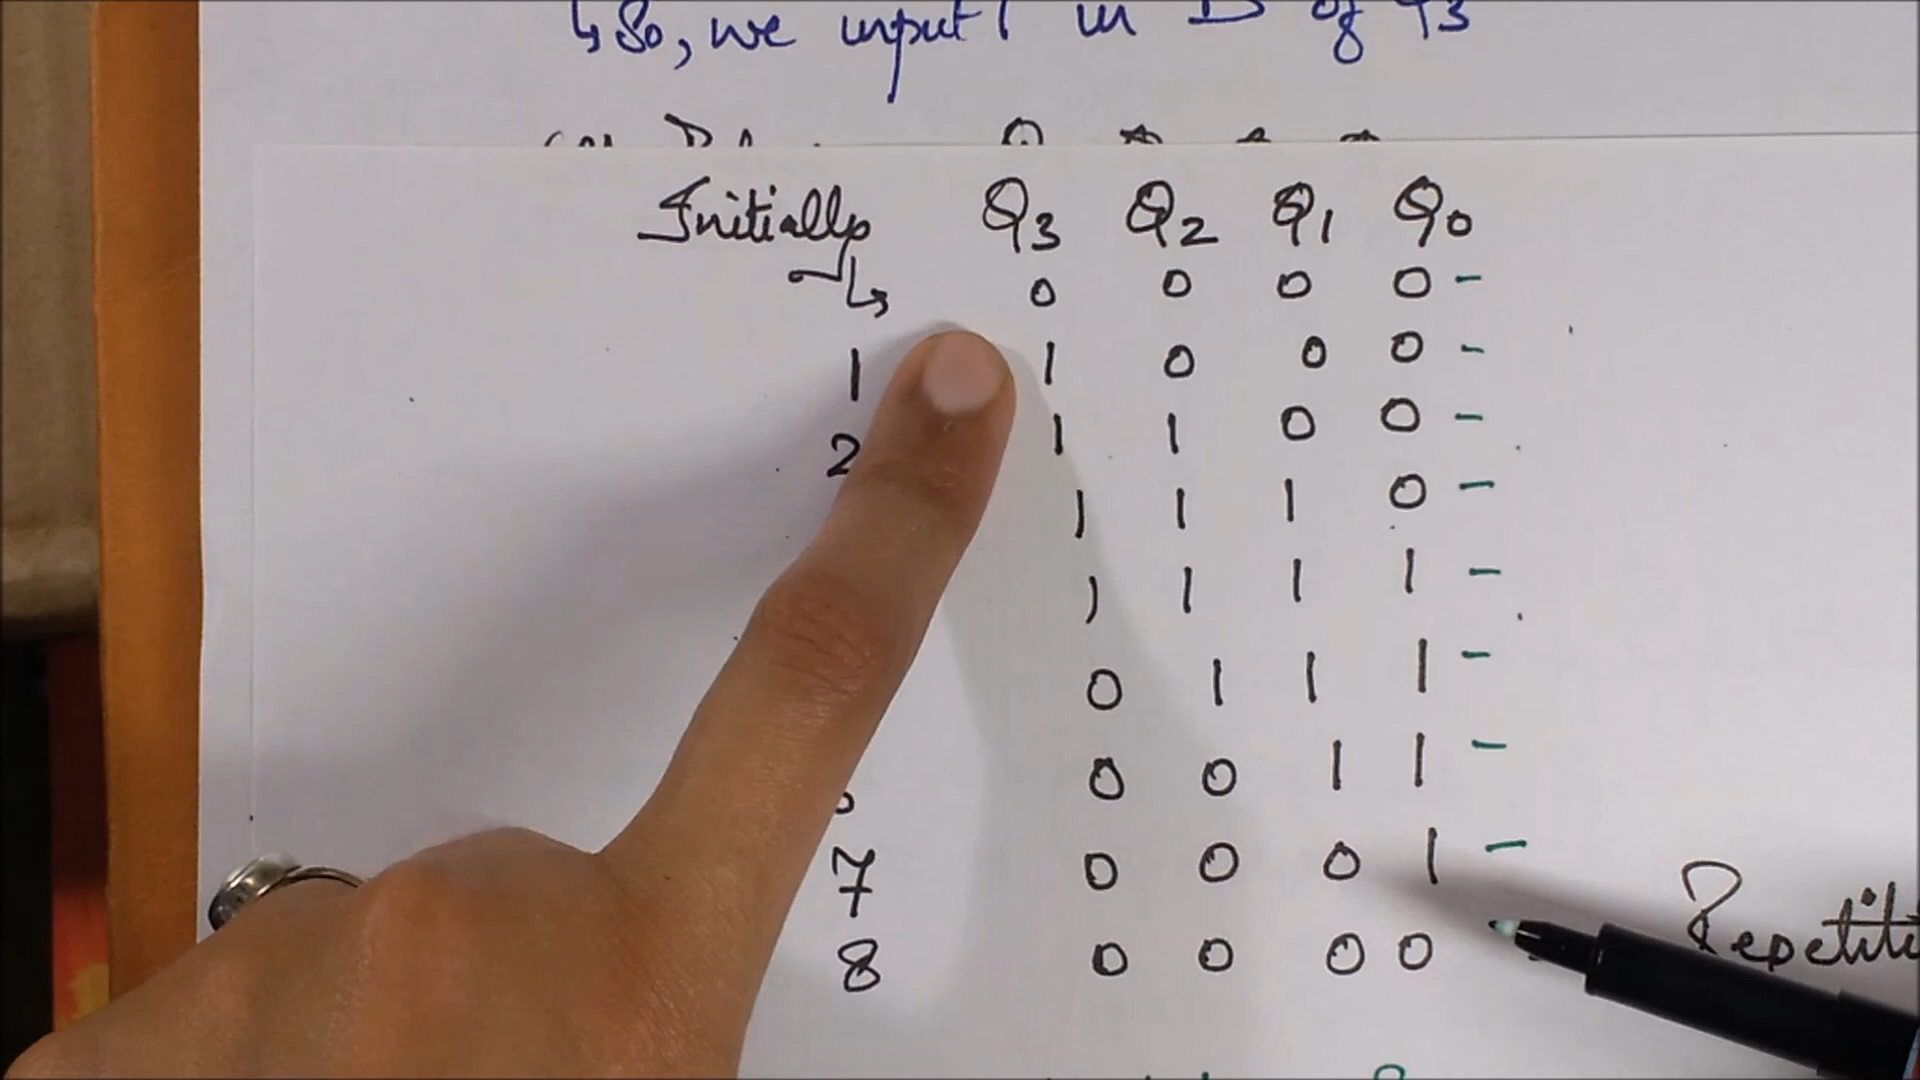 ↳ So, we input 1 in D of Q3
Initially Q3 Q2 Q1 Q0
↳ 0 0 0 0 -
1 1 0 0 0 -
2 1 1 0 0 -
1 1 1 0 -
1 1 1 1 -
0 1 1 1 -
0 0 1 1 -
7 0 0 0 1 -
8 0 0 0 0